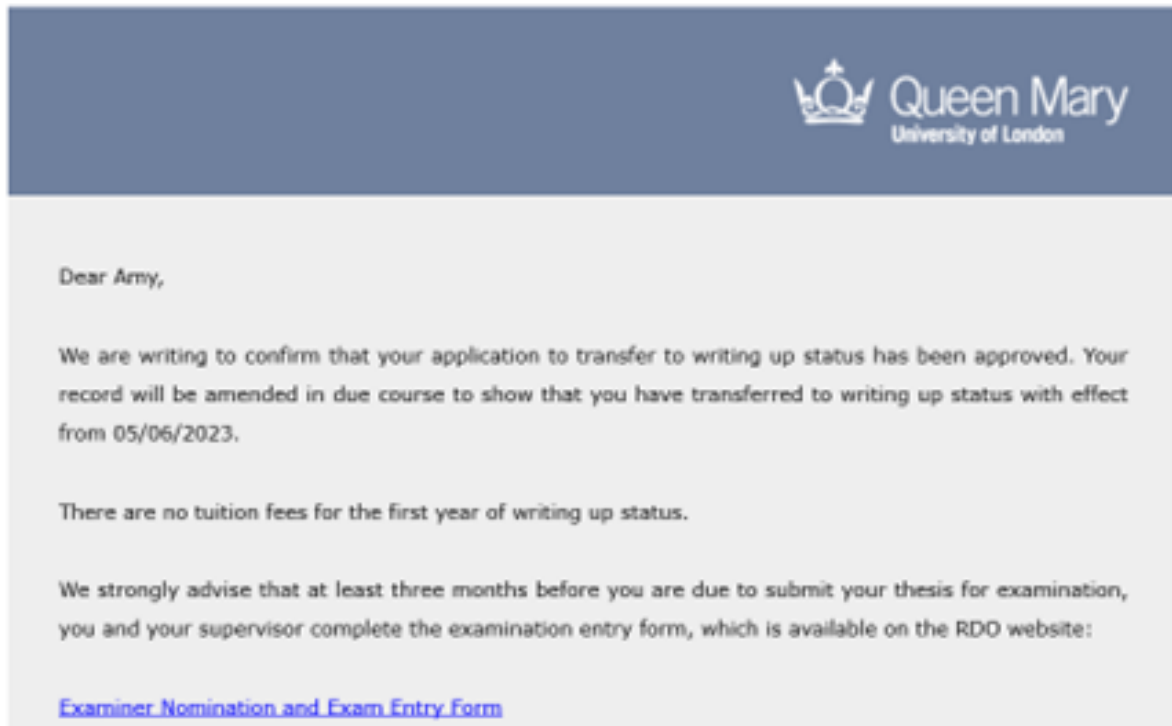 Queen Mary
University of London
Dear Amy,
We are writing to confirm that your application to transfer to writing up status has been approved. Your
record will be amended in due course to show that you have transferred to writing up status with effect
from 05/06/2023.
There are no tuition fees for the first year of writing up status.
We strongly advise that at least three months before you are due to submit your thesis for examination,
you and your supervisor complete the examination entry form, which is available on the RDO website:
Examiner Nomination and Exam Entry Form